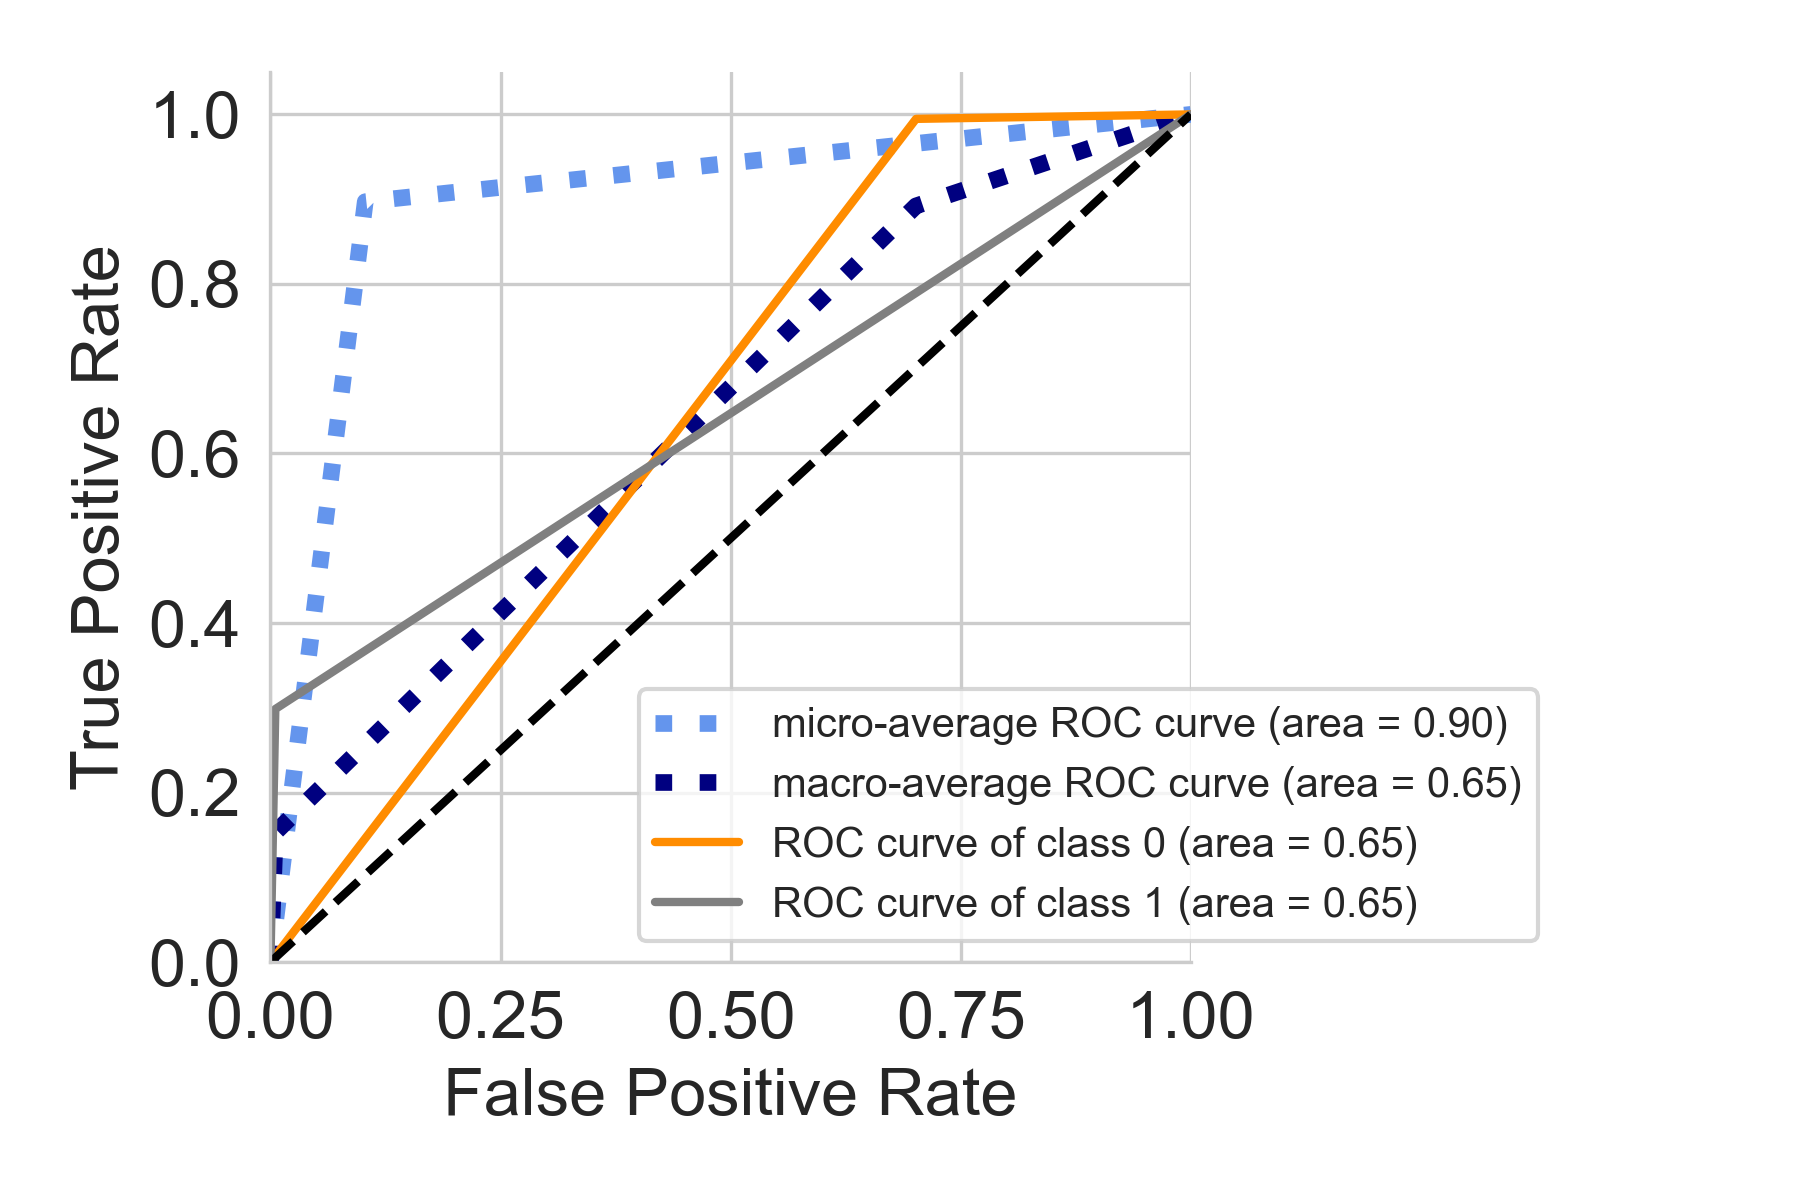 True Positive Rate
1.0
0.8
0.6
0.4
0.2
0.0
micro-average ROC curve (area = 0.90)
macro-average ROC curve (area = 0.65)
ROC curve of class 0 (area = 0.65)
ROC curve of class 1 (area = 0.65)
0.00 0.25 0.50 0.75 1.00
False Positive Rate